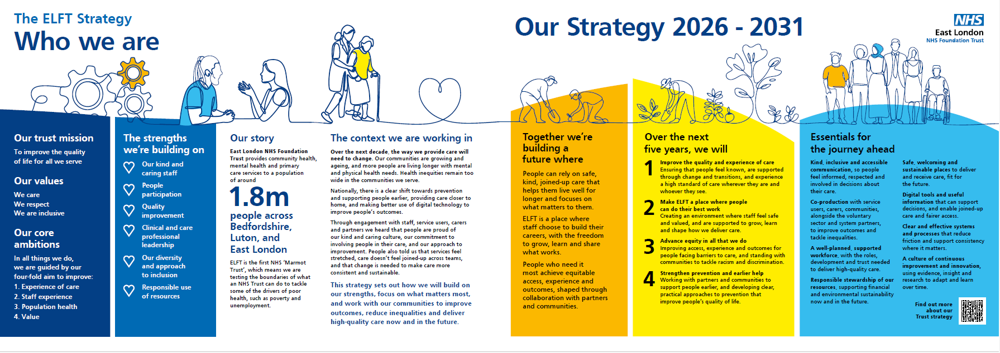 The ELFT Strategy
Who we are
Our trust mission
To improve the quality
of life for all we serve
Our values
We care
We respect
We are inclusive
Our core
ambitions
In all things we do,
we are guided by our
four-fold aim to improve:
1. Experience of care
2. Staff experience
3. Population health
4. Value
The strengths
we’re building on
Our kind and
caring staff
People
participation
Quality
improvement
Clinical and care
professional
leadership
Our diversity
and approach
to inclusion
Responsible use
of resources
Our story
East London NHS Foundation
Trust provides community health,
mental health and primary
care services to a population
of around
1.8m
people across
Bedfordshire,
Luton, and
East London
ELFT is the first NHS ‘Marmot
Trust’, which means we are
testing the boundaries of what
an NHS Trust can do to tackle
some of the drivers of poor
health, such as poverty and
unemployment.
The context we are working in
Over the next decade, the way we provide care will
need to change. Our communities are growing and
ageing, and more people are living longer with mental
and physical health needs. Health inequities remain too
wide in the communities we serve.
Nationally, there is a clear shift towards prevention
and supporting people earlier, providing care closer to
home, and making better use of digital technology to
improve people’s outcomes.
Through engagement with staff, service users, carers
and partners we heard that people are proud of
our kind and caring culture, our commitment to
involving people in their care, and our approach to
improvement. People also told us that services feel
stretched, care doesn’t feel joined-up across teams,
and that change is needed to make care more
consistent and sustainable.
This strategy sets out how we will build on
our strengths, focus on what matters most,
and work with our communities to improve
outcomes, reduce inequalities and deliver
high-quality care now and in the future.
Our Strategy 2026 - 2031
NHS
East London
NHS Foundation Trust
Together we’re
building a
future where
People can rely on safe,
kind, joined-up care that
helps them live well for
longer and focuses on
what matters to them.
ELFT is a place where
staff choose to build their
careers, with the freedom
to grow, learn and share
what works.
People who need it
most achieve equitable
access, experience and
outcomes, shaped through
collaboration with partners
and communities.
Over the next
five years, we will
1
Improve the quality and experience of care
Ensuring that people feel known, are supported
through change and transitions, and experience
a high standard of care wherever they are and
whoever they see.
2
Make ELFT a place where people
can do their best work
Creating an environment where staff feel safe
and valued, and are supported to grow, learn
and shape how we deliver care.
3
Advance equity in all that we do
Improving access, experience and outcomes for
people facing barriers to care, and standing with
communities to tackle racism and discrimination.
4
Strengthen prevention and earlier help
Working with partners and communities to
support people earlier, and developing clear,
practical approaches to prevention that
improve people’s quality of life.
Essentials for
the journey ahead
Kind, inclusive and accessible
communication, so people
feel informed, respected and
involved in decisions about
their care.
Co-production with service
users, carers, communities,
alongside the voluntary
sector and system partners,
to improve outcomes and
tackle inequalities.
A well-planned, supported
workforce, with the roles,
development and trust needed
to deliver high-quality care.
Responsible stewardship of our
resources, supporting financial
and environmental sustainability
now and in the future.
Safe, welcoming and
sustainable places to deliver
and receive care, fit for
the future.
Digital tools and useful
information that can support
decisions, and enable joined-up
care and fairer access.
Clear and effective systems
and processes that reduce
friction and support consistency
where it matters.
A culture of continuous
improvement and innovation,
using evidence, insight and
research to adapt and learn
over time.
Find out more
about our
Trust strategy